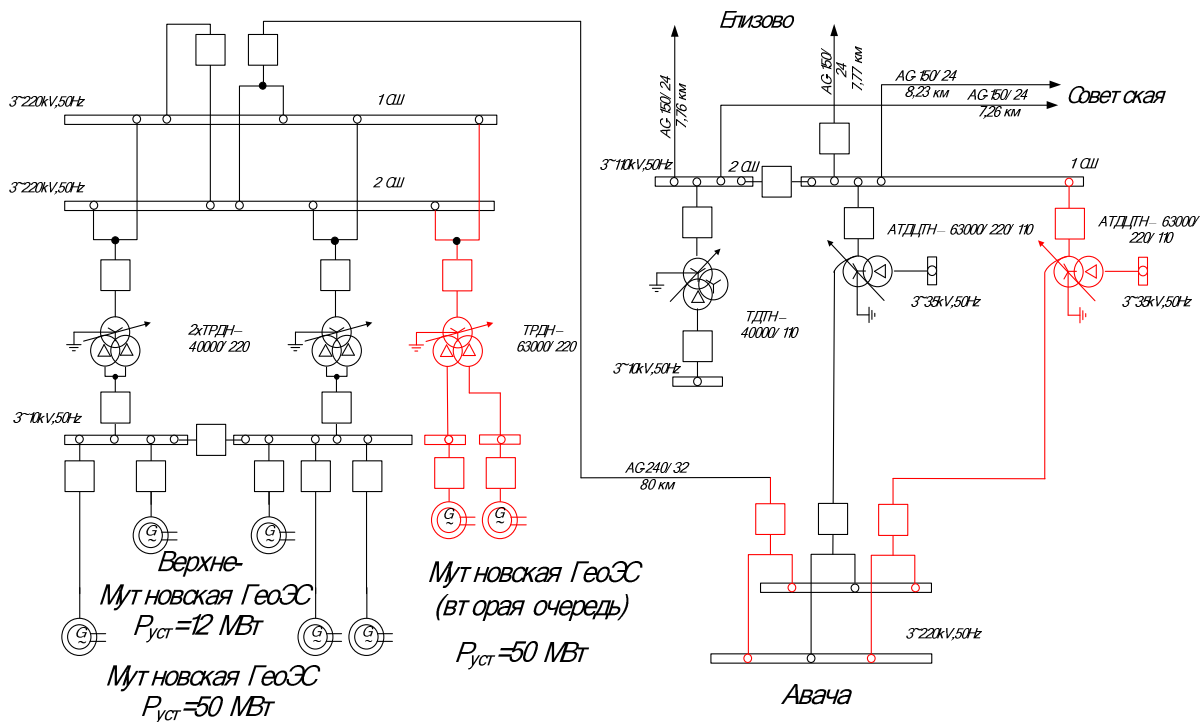 Елизово
AG-150/24
7,76 км
AG-150/
24
7,77 км
AG-150/24
8,23 км
AG-150/24
7,26 км
Советская
3~220kV,50Hz
1 СШ
3~220kV,50Hz
2 СШ
3~110kV,50Hz
2 СШ
1 СШ
АТДЦТН– 63000/220/110
АТДЦТН– 63000/
220/110
3~35kV,50Hz
3~35kV,50Hz
2хТРДН–
40000/220
ТРДН–
63000/220
ТДТН–
40000/110
3~10kV,50Hz
3~10kV,50Hz
AG-240/32
80 км
G
~
G
~
G
~
G
~
G
~
G
~
G
~
Верхне-
Мутновская ГеоЭС
Pуст=12 МВт
Мутновская ГеоЭС
Pуст=50 МВт
Мутновская ГеоЭС
(вторая очередь)
Pуст=50 МВт
3~220kV,50Hz
Авача